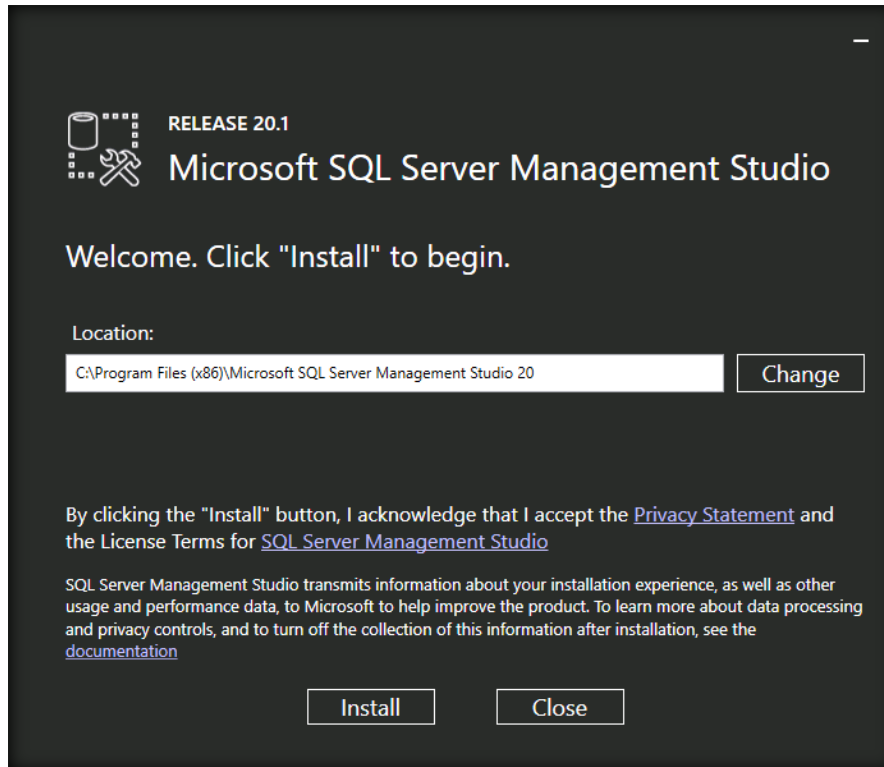 RELEASE 20.1
Microsoft SQL Server Management Studio
Welcome. Click "Install" to begin.
Location:
C:\Program Files (x86)\Microsoft SQL Server Management Studio 20
Change
By clicking the "Install" button, I acknowledge that I accept the Privacy Statement and
the License Terms for SQL Server Management Studio
SQL Server Management Studio transmits information about your installation experience, as well as other
usage and performance data, to Microsoft to help improve the product. To learn more about data processing
and privacy controls, and to turn off the collection of this information after installation, see the
documentation
Install
Close